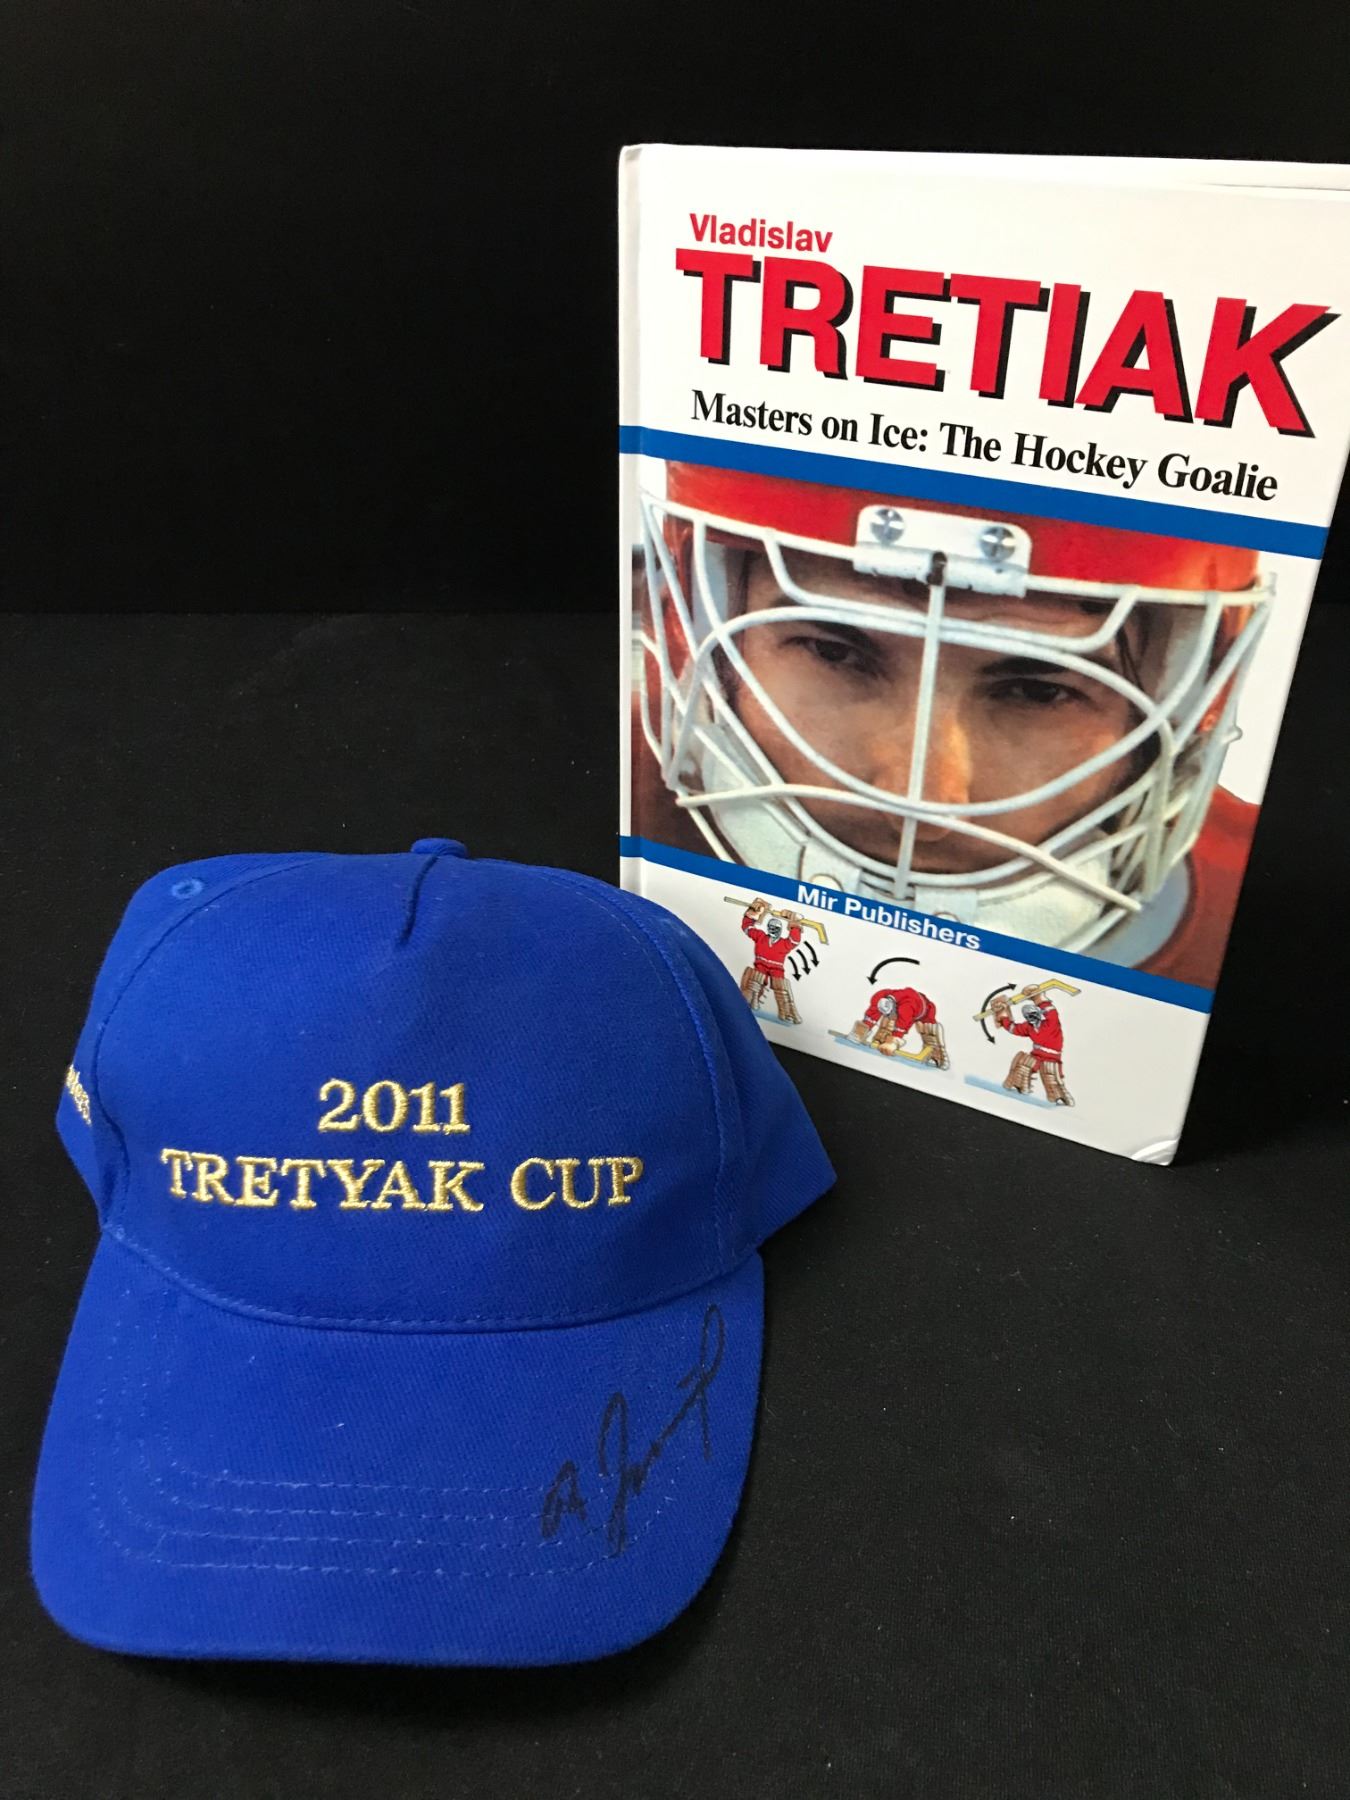 Vladislav
TRETIAK
Masters on Ice: The Hockey Goalie
Mir Publishers
2011
TRETYAK CUP